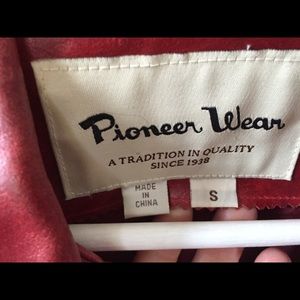 Pioneer Wear
A TRADITION IN QUALITY
SINCE 1938
MADE
IN
CHINA
S